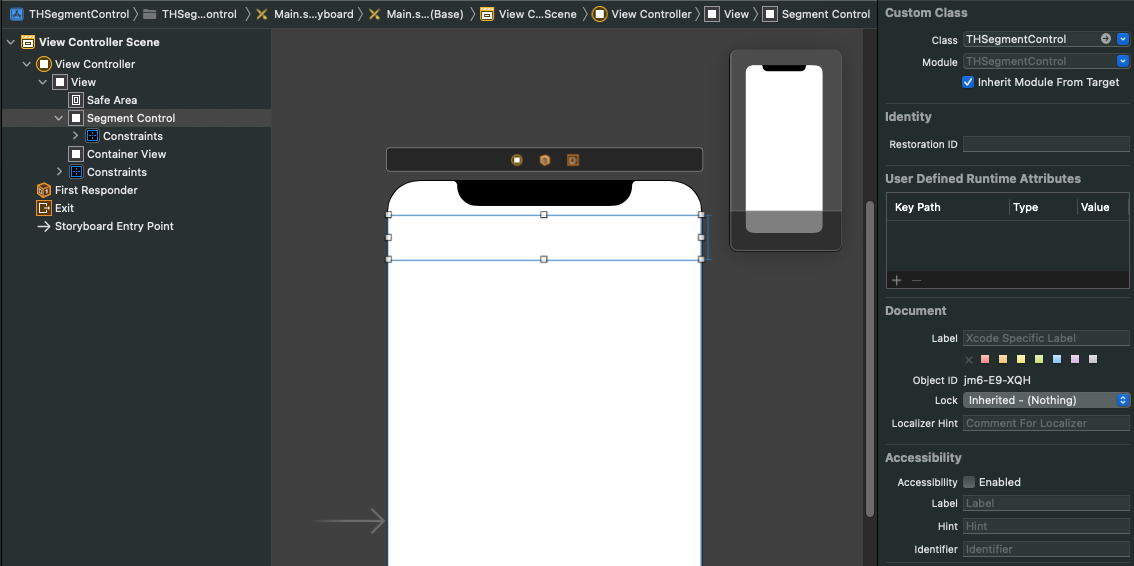 THSegmentControl
THSeg...ontrol
Main.s...yboard
Main.s...(Base)
View C...Scene
View Controller
View
Segment Control
View Controller Scene
View Controller
View
Safe Area
Segment Control
Constraints
Container View
Constraints
First Responder
Exit
Storyboard Entry Point
Custom Class
Class THSegmentControl
Module THSegmentControl
Inherit Module From Target
Identity
Restoration ID
User Defined Runtime Attributes
Key Path Type Value
Document
Label Xcode Specific Label
Object ID jm6-E9-XQH
Lock Inherited - (Nothing)
Localizer Hint Comment For Localizer
Accessibility
Accessibility Enabled
Label Label
Hint Hint
Identifier Identifier